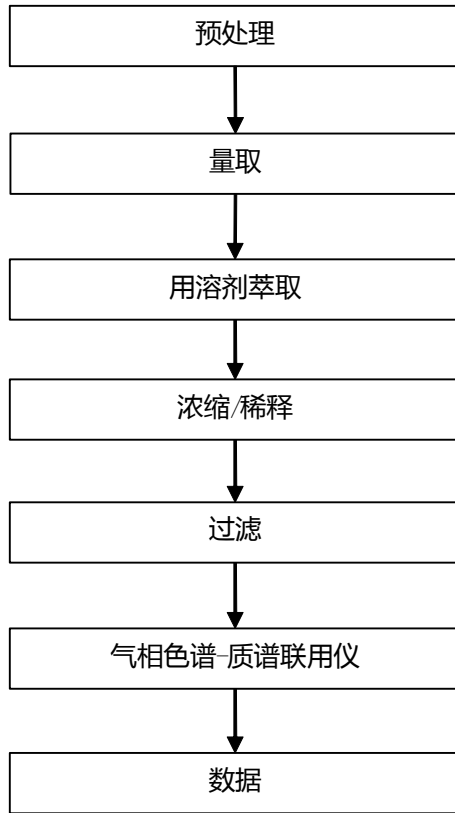 预处理
量取
用溶剂萃取
浓缩/稀释
过滤
气相色谱-质谱联用仪
数据